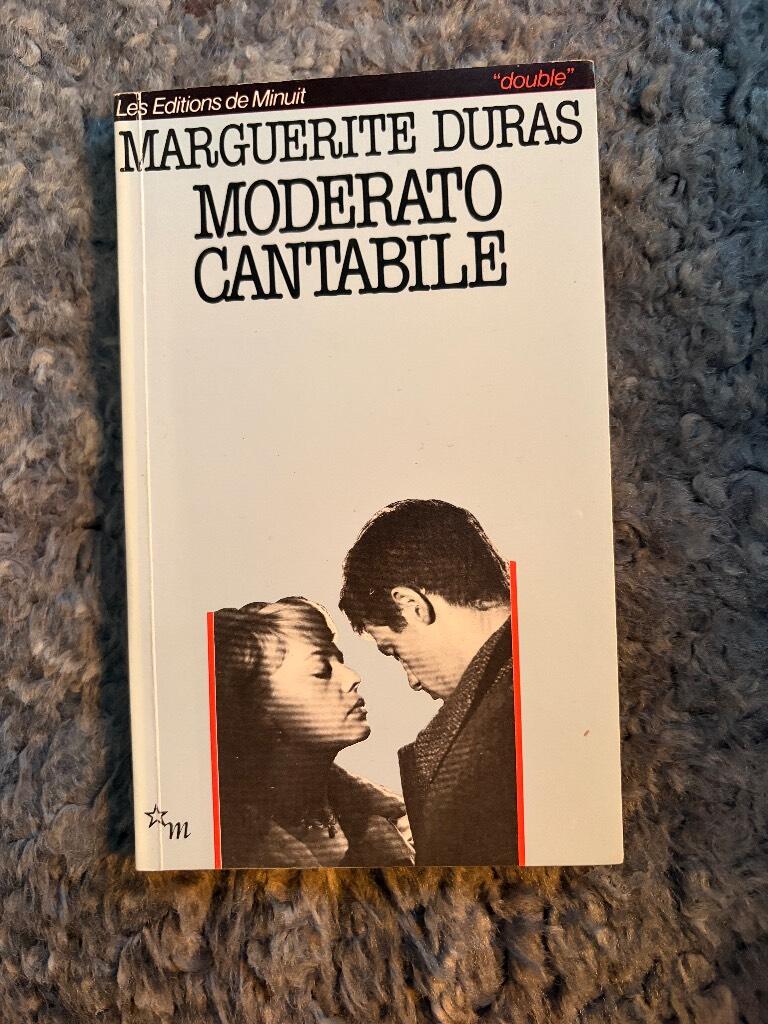 Les Editions de Minuit "double"
MARGUERITE DURAS
MODERATO
CANTABILE
m